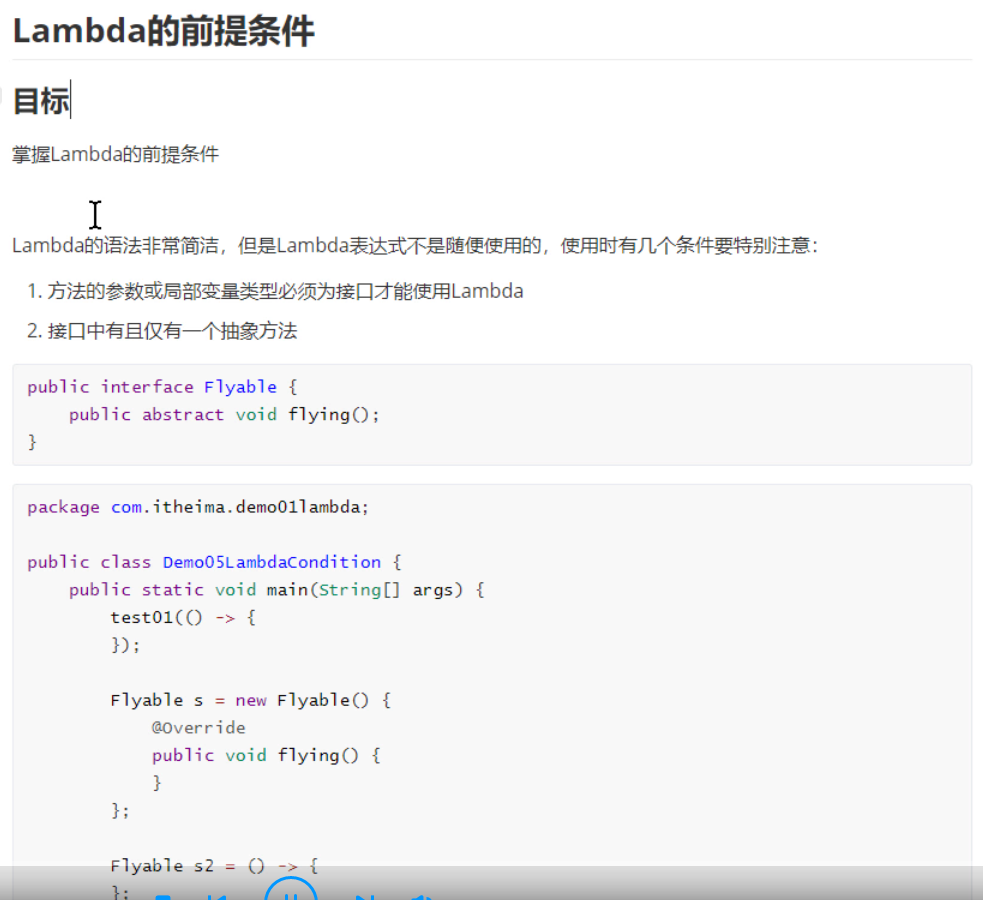 Lambda的前提条件
目标
掌握Lambda的前提条件
Lambda的语法非常简洁，但是Lambda表达式不是随便使用的，使用时有几个条件要特别注意：
1. 方法的参数或局部变量类型必须为接口才能使用Lambda
2. 接口中有且仅有一个抽象方法
public interface Flyable {
    public abstract void flying();
}
package com.itheima.demo01lambda;
public class Demo05LambdaCondition {
    public static void main(String[] args) {
        test01(() -> {
        });
        Flyable s = new Flyable() {
            @Override
            public void flying() {
            }
        };
        Flyable s2 = () -> {
        };